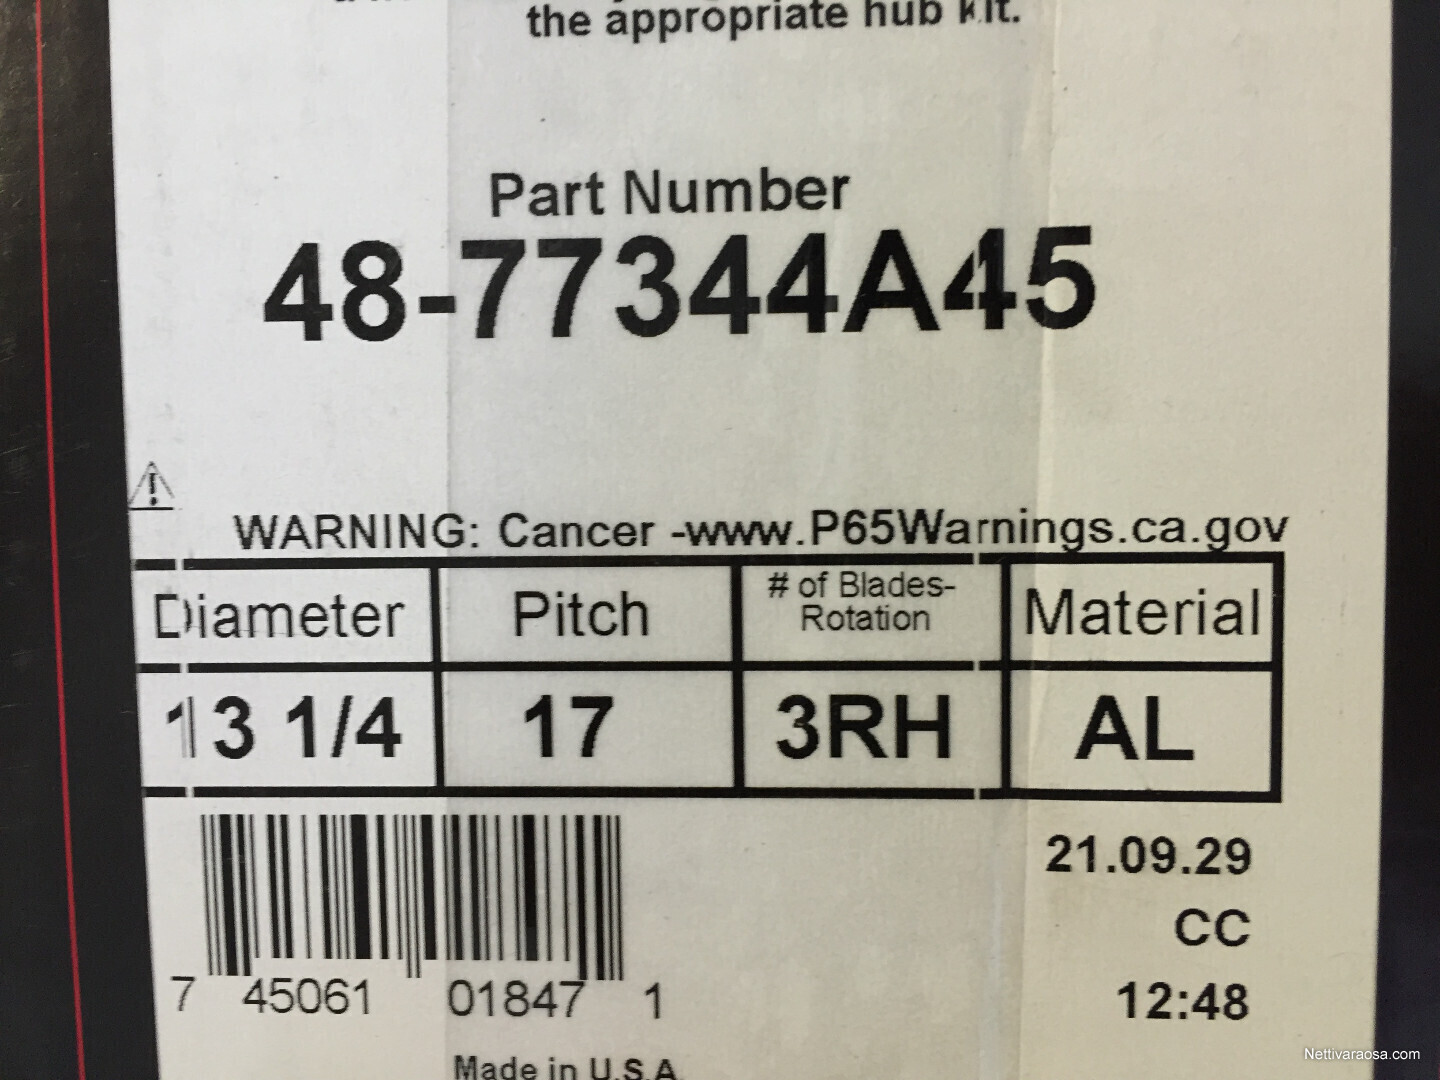 the appropriate hub kit.
Part Number
48-77344A45
WARNING: Cancer -www.P65Warnings.ca.gov
Diameter Pitch # of Blades- Material
Rotation
13 1/4 17 3RH AL
21.09.29
CC
7 45061 01847 1
12:48
Made in U.S.A.
Nettivaraosa.com